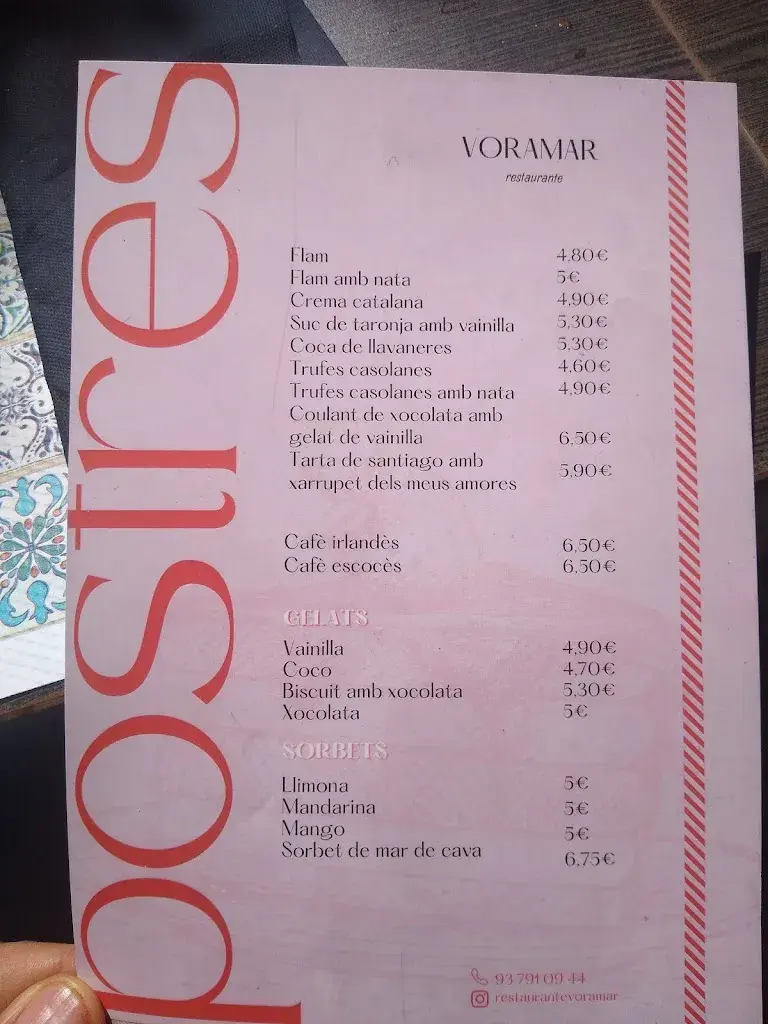 postres
VORAMAR
restaurante
Flam 4,80€
Flam amb nata 5€
Crema catalana 4,90€
Suc de taronja amb vainilla 5,30€
Coca de llavaneres 5,30€
Trufes casolanes 4,60€
Trufes casolanes amb nata 4,90€
Coulant de xocolata amb
gelat de vainilla 6,50€
Tarta de santiago amb 5,90€
xarrupet dels meus amores
Cafè irlandès 6,50€
Cafè escocès 6,50€
GELATS
Vainilla 4,90€
Coco 4,70€
Biscuit amb xocolata 5,30€
Xocolata 5€
SORBETS
Llimona 5€
Mandarina 5€
Mango 5€
Sorbet de mar de cava 6,75€
93 791 09 44
restaurantevoramar